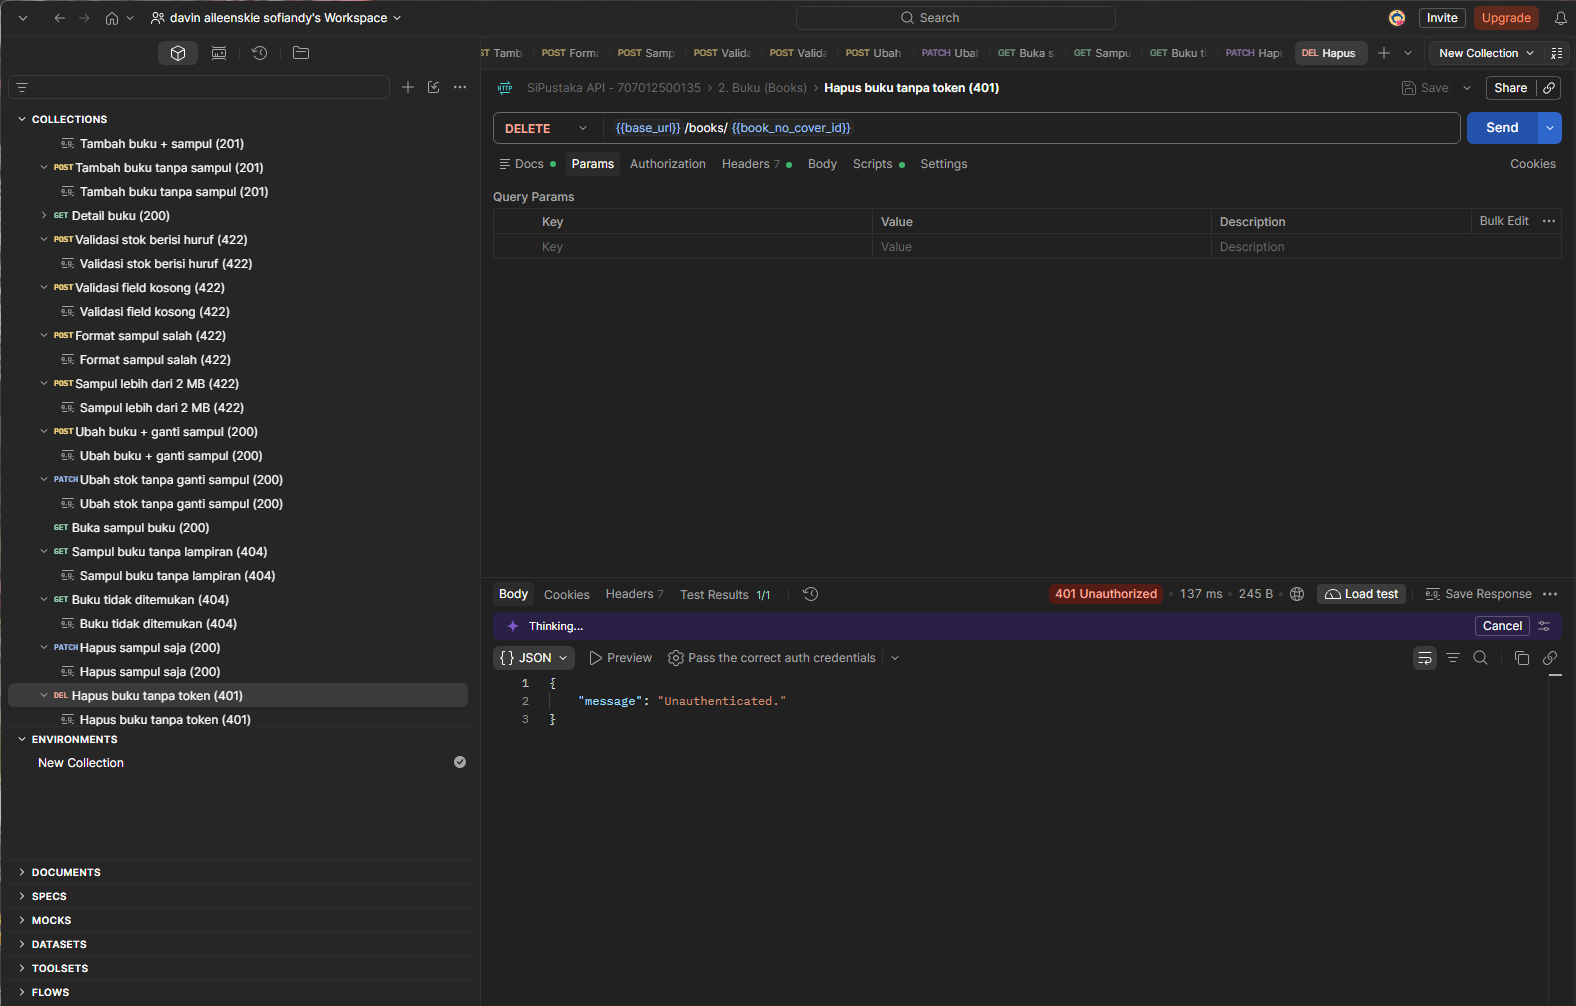 davin aileenskie sofiandy's Workspace
Search
Invite
Upgrade
ST Tamb
POST Form
POST Samp
POST Valid
POST Valida
POST Ubah
PATCH Ubal
GET Buka s
GET Sampu
GET Buku ti
PATCH Hapu
DEL Hapus
New Collection
SiPustaka API - 707012500135 > 2. Buku (Books) > Hapus buku tanpa token (401)
Save
Share
COLLECTIONS
e.g. Tambah buku + sampul (201)
POST Tambah buku tanpa sampul (201)
e.g. Tambah buku tanpa sampul (201)
GET Detail buku (200)
POST Validasi stok berisi huruf (422)
e.g. Validasi stok berisi huruf (422)
POST Validasi field kosong (422)
e.g. Validasi field kosong (422)
POST Format sampul salah (422)
e.g. Format sampul salah (422)
POST Sampul lebih dari 2 MB (422)
e.g. Sampul lebih dari 2 MB (422)
POST Ubah buku + ganti sampul (200)
e.g. Ubah buku + ganti sampul (200)
PATCH Ubah stok tanpa ganti sampul (200)
e.g. Ubah stok tanpa ganti sampul (200)
GET Buka sampul buku (200)
GET Sampul buku tanpa lampiran (404)
e.g. Sampul buku tanpa lampiran (404)
GET Buku tidak ditemukan (404)
e.g. Buku tidak ditemukan (404)
PATCH Hapus sampul saja (200)
e.g. Hapus sampul saja (200)
DEL Hapus buku tanpa token (401)
e.g. Hapus buku tanpa token (401)
ENVIRONMENTS
New Collection
DOCUMENTS
SPECS
MOCKS
DATASETS
TOOLSETS
FLOWS
HTTP
DELETE
{{base_url}} /books/ {{book_no_cover_id}}
Send
Docs
Params
Authorization
Headers 7
Body
Scripts
Settings
Cookies
Query Params
Key
Value
Description
Bulk Edit
Key
Value
Description
Body
Cookies
Headers 7
Test Results 1/1
401 Unauthorized
137 ms
245 B
Load test
e.g. Save Response
Thinking...
Cancel
{} JSON
Preview
Pass the correct auth credentials
1 {
2 "message": "Unauthenticated."
3 }